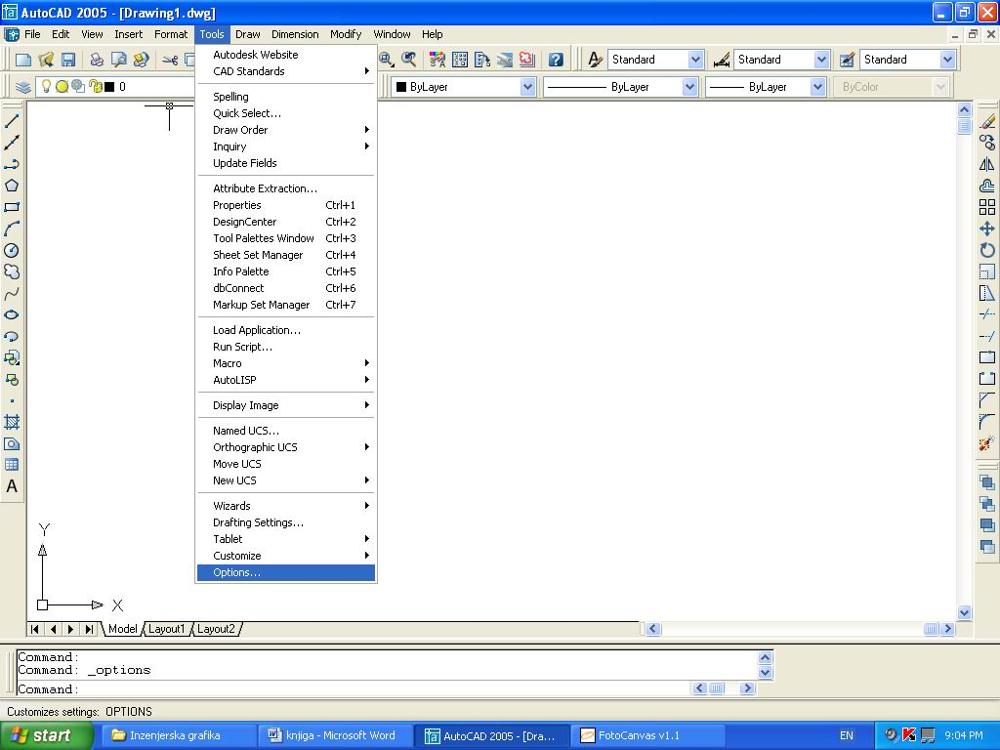 AutoCAD 2005 - [Drawing1.dwg]
File Edit View Insert Format Tools Draw Dimension Modify Window Help
Standard Standard Standard
0 ByLayer ByLayer ByLayer ByColor
Autodesk Website
CAD Standards
Spelling
Quick Select...
Draw Order
Inquiry
Update Fields
Attribute Extraction...
Properties Ctrl+1
DesignCenter Ctrl+2
Tool Palettes Window Ctrl+3
Sheet Set Manager Ctrl+4
Info Palette Ctrl+5
dbConnect Ctrl+6
Markup Set Manager Ctrl+7
Load Application...
Run Script...
Macro
AutoLISP
Display Image
Named UCS...
Orthographic UCS
Move UCS
New UCS
Wizards
Drafting Settings...
Tablet
Customize
Options...
A
Y
X
Model Layout1 Layout2
Command:
Command: _options
Command:
Customizes settings: OPTIONS
start Inzenjerska grafika knjiga - Microsoft Word AutoCAD 2005 - [Dra... FotoCanvas v1.1 EN 9:04 PM